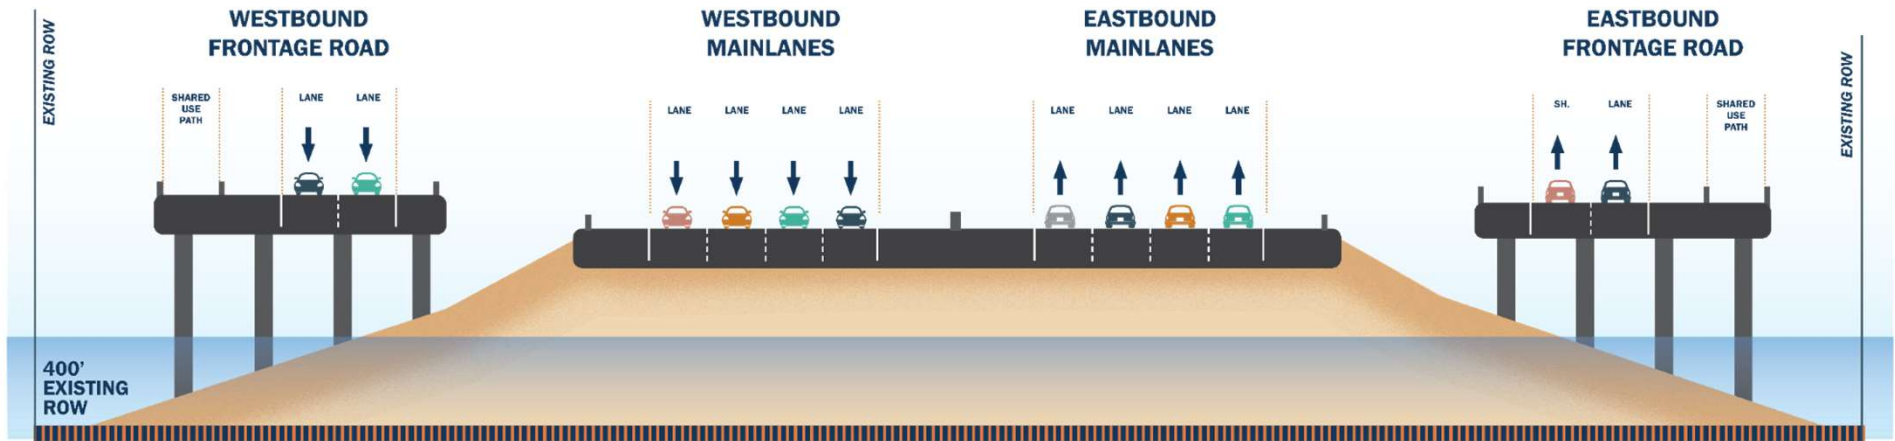 EXISTING ROW
WESTBOUND
FRONTAGE ROAD
SHARED
USE
PATH
LANE
LANE
WESTBOUND
MAINLANES
LANE
LANE
LANE
LANE
EASTBOUND
MAINLANES
LANE
LANE
LANE
LANE
EASTBOUND
FRONTAGE ROAD
SH.
LANE
SHARED
USE
PATH
EXISTING ROW
400'
EXISTING
ROW